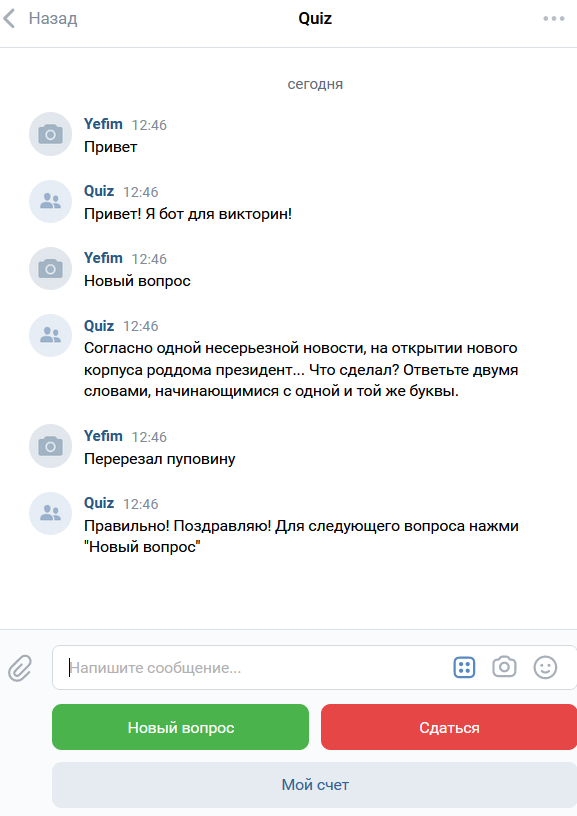 Назад
Quiz
сегодня
Yefim 12:46
Привет
Quiz 12:46
Привет! Я бот для викторин!
Yefim 12:46
Новый вопрос
Quiz 12:46
Согласно одной несерьезной новости, на открытии нового
корпуса роддома президент... Что сделал? Ответьте двумя
словами, начинающимися с одной и той же буквы.
Yefim 12:46
Перерезал пуповину
Quiz 12:46
Правильно! Поздравляю! Для следующего вопроса нажми
"Новый вопрос"
Напишите сообщение...
Новый вопрос
Сдаться
Мой счет